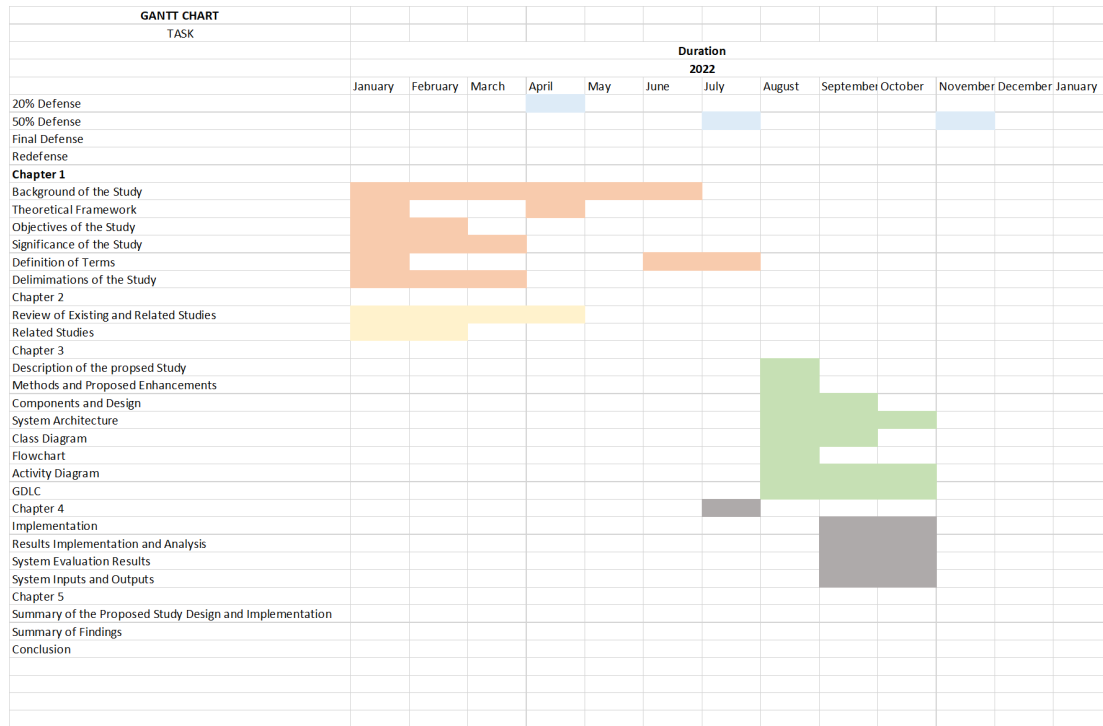 GANTT CHART
TASK
Duration
2022
January February March April May June July August September October November December January
20% Defense
50% Defense
Final Defense
Redefense
Chapter 1
Background of the Study
Theoretical Framework
Objectives of the Study
Significance of the Study
Definition of Terms
Delimimations of the Study
Chapter 2
Review of Existing and Related Studies
Related Studies
Chapter 3
Description of the propsed Study
Methods and Proposed Enhancements
Components and Design
System Architecture
Class Diagram
Flowchart
Activity Diagram
GDLC
Chapter 4
Implementation
Results Implementation and Analysis
System Evaluation Results
System Inputs and Outputs
Chapter 5
Summary of the Proposed Study Design and Implementation
Summary of Findings
Conclusion